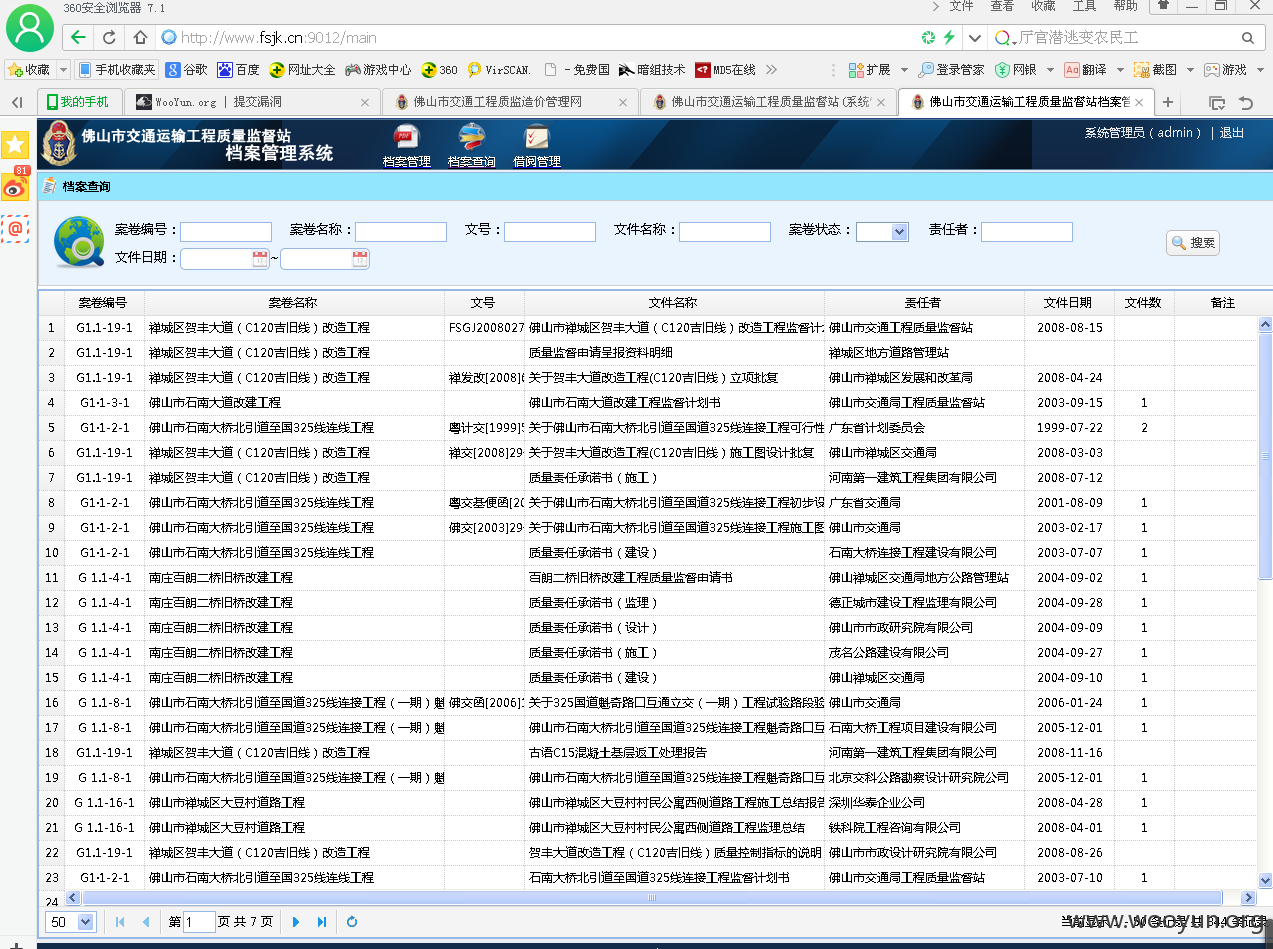 360安全浏览器 7.1 文件 查看 收藏 工具 帮助
http://www.fsjk.cn:9012/main 厅官潜逃变农民工
收藏 手机收藏夹 谷歌 百度 网址大全 游戏中心 360 VirSCAN. - 免费国 暗组技术 MD5在线 扩展 登录管家 网银 翻译 截图 游戏
我的手机 WooYun.org | 提交漏洞 佛山市交通工程质监造价管理网 佛山市交通运输工程质量监督站 (系统 佛山市交通运输工程质量监督站档案管
佛山市交通运输工程质量监督站
档案管理系统
档案管理 档案查询 借阅管理
系统管理员（admin） | 退出
81
@
档案查询
案卷编号： 案卷名称： 文号： 文件名称： 案卷状态： 责任者：
文件日期： ~ 搜索
案卷编号 案卷名称 文号 文件名称 责任者 文件日期 文件数 备注
1 G1.1-19-1 禅城区贺丰大道（C120吉旧线）改造工程 FSGJ2008027 佛山市禅城区贺丰大道（C120吉旧线）改造工程监督计 佛山市交通工程质量监督站 2008-08-15
2 G1.1-19-1 禅城区贺丰大道（C120吉旧线）改造工程 质量监督申请呈报资料明细 禅城区地方道路管理站
3 G1.1-19-1 禅城区贺丰大道（C120吉旧线）改造工程 禅发改[2008] 关于贺丰大道改造工程(C120吉旧线）立项批复 佛山市禅城区发展和改革局 2008-04-24
4 G1-1-3-1 佛山市石南大道改建工程 佛山市石南大道改建工程监督计划书 佛山市交通局工程质量监督站 2003-09-15 1
5 G1-1-2-1 佛山市石南大桥北引道至国325线连线工程 粤计交[1999] 关于佛山市石南大桥北引道至国道325线连接工程可行性 广东省计划委员会 1999-07-22 2
6 G1.1-19-1 禅城区贺丰大道（C120吉旧线）改造工程 禅交[2008]29 关于贺丰大道改造工程(C120吉旧线）施工图设计批复 佛山市禅城区交通局 2008-03-03
7 G1.1-19-1 禅城区贺丰大道（C120吉旧线）改造工程 质量责任承诺书（施工） 河南第一建筑工程集团有限公司 2008-07-12
8 G1-1-2-1 佛山市石南大桥北引道至国325线连线工程 粤交基便函[20 关于佛山市石南大桥北引道至国道325线连接工程初步设 广东省交通局 2001-08-09 1
9 G1-1-2-1 佛山市石南大桥北引道至国325线连线工程 佛交[2003]29 关于佛山市石南大桥北引道至国道325线连接工程施工图 佛山市交通局 2003-02-17 1
10 G1-1-2-1 佛山市石南大桥北引道至国325线连线工程 质量责任承诺书（建设） 石南大桥连接工程建设有限公司 2003-07-07 1
11 G 1.1-4-1 南庄百朗二桥旧桥改建工程 百朗二桥旧桥改建工程质量监督申请书 佛山禅城区交通局地方公路管理站 2004-09-02 1
12 G 1.1-4-1 南庄百朗二桥旧桥改建工程 质量责任承诺书（监理） 德正城市建设工程监理有限公司 2004-09-28 1
13 G 1.1-4-1 南庄百朗二桥旧桥改建工程 质量责任承诺书（设计） 佛山市市政研究院有限公司 2004-09-09 1
14 G 1.1-4-1 南庄百朗二桥旧桥改建工程 质量责任承诺书（施工） 茂名公路建设有限公司 2004-09-27 1
15 G 1.1-4-1 南庄百朗二桥旧桥改建工程 质量责任承诺书（建设） 佛山禅城区交通局 2004-09-10 1
16 G 1.1-8-1 佛山市石南大桥北引道至国道325线连接工程（一期）魁 佛交函[2006] 关于325国道魁奇路口互通立交（一期）工程试验路段验 佛山市交通局 2006-01-24 1
17 G 1.1-8-1 佛山市石南大桥北引道至国道325线连接工程（一期）魁 佛山市石南大桥北引道至国道325线连接工程魁奇路口互 石南大桥工程项目建设有限公司 2005-12-01 1
18 G1.1-19-1 禅城区贺丰大道（C120吉旧线）改造工程 古语C15混凝土基层返工处理报告 河南第一建筑工程集团有限公司 2008-11-16
19 G 1.1-8-1 佛山市石南大桥北引道至国道325线连接工程（一期）魁 佛山市石南大桥北引道至国道325线连接工程魁奇路口互 北京交科公路勘察设计研究院公司 2005-12-01 1
20 G 1.1-16-1 佛山市禅城区大豆村道路工程 佛山市禅城区大豆村村民公寓西侧道路工程施工总结报告 深圳华泰企业公司 2008-04-28 1
21 G 1.1-16-1 佛山市禅城区大豆村道路工程 佛山市禅城区大豆村村民公寓西侧道路工程监理总结 铁科院工程咨询有限公司 2008-04-01 1
22 G1.1-19-1 禅城区贺丰大道（C120吉旧线）改造工程 贺丰大道改造工程（C120吉旧线）质量控制指标的说明 佛山市市政设计研究院有限公司 2008-08-26
23 G1-1-2-1 佛山市石南大桥北引道至国325线连线工程 石南大桥北引道至国道325线连接工程监督计划书 佛山市交通局工程质量监督站 2003-07-10 1
24
50 第 1 页 共 7 页
www.wooyun.org